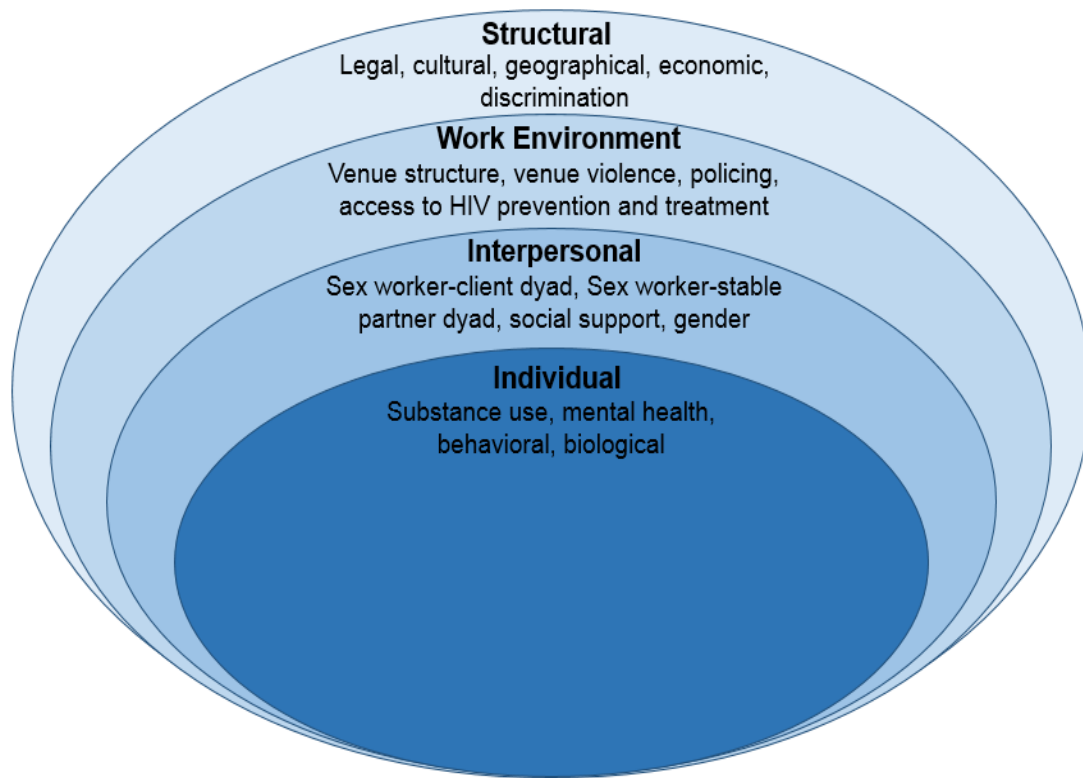 Structural
Legal, cultural, geographical, economic,
discrimination
Work Environment
Venue structure, venue violence, policing,
access to HIV prevention and treatment
Interpersonal
Sex worker-client dyad, Sex worker-stable
partner dyad, social support, gender
Individual
Substance use, mental health,
behavioral, biological